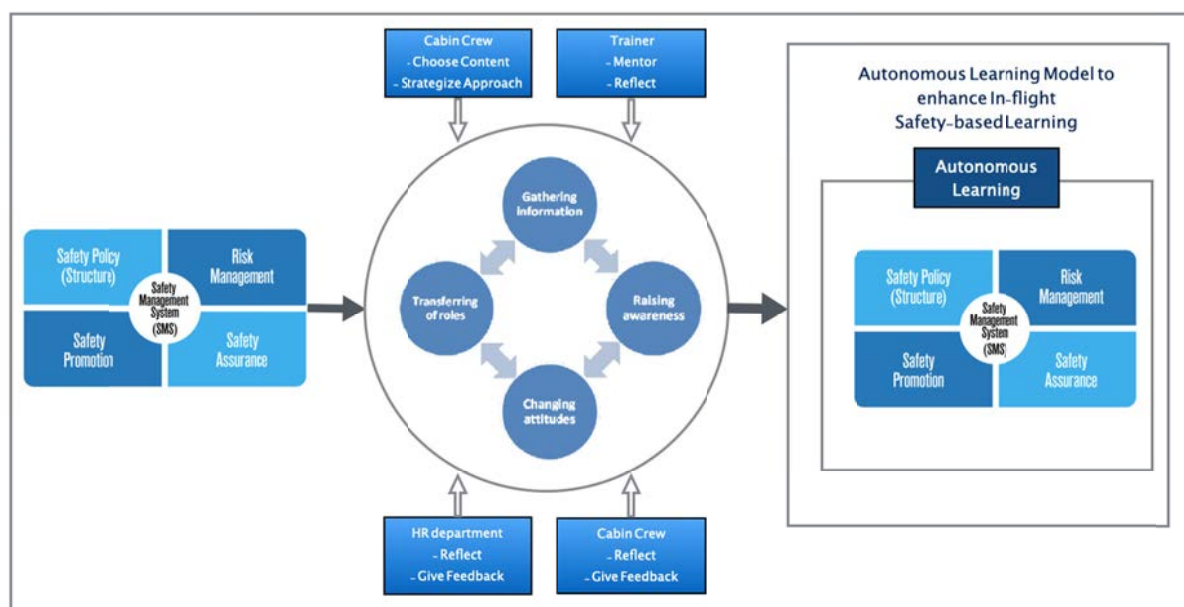 Cabin Crew
- Choose Content
- Strategize Approach
Trainer
- Mentor
- Reflect
Safety Policy
(Structure)
Risk
Management
Safety
Management
System
(SMS)
Safety
Promotion
Safety
Assurance
Gathering
information
Transferring
of roles
Raising
awareness
Changing
attitudes
HR department
- Reflect
- Give Feedback
Cabin Crew
- Reflect
- Give Feedback
Autonomous Learning Model to
enhance In-flight
Safety-based Learning
Autonomous
Learning
Safety Policy
(Structure)
Risk
Management
Safety
Management
System
(SMS)
Safety
Promotion
Safety
Assurance